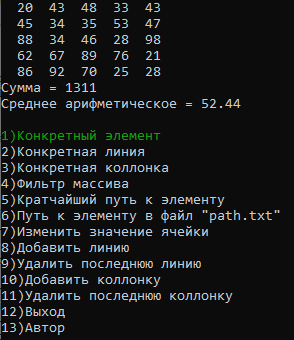 20 43 48 33 43
45 34 35 53 47
88 34 46 28 98
62 67 89 76 21
86 92 70 25 28
Сумма = 1311
Среднее арифметическое = 52.44
1)Конкретный элемент
2)Конкретная линия
3)Конкретная коллонка
4)Фильтр массива
5)Кратчайший путь к элементу
6)Путь к элементу в файл "path.txt"
7)Изменить значение ячейки
8)Добавить линию
9)Удалить последнюю линию
10)Добавить коллонку
11)Удалить последнюю коллонку
12)Выход
13)Автор